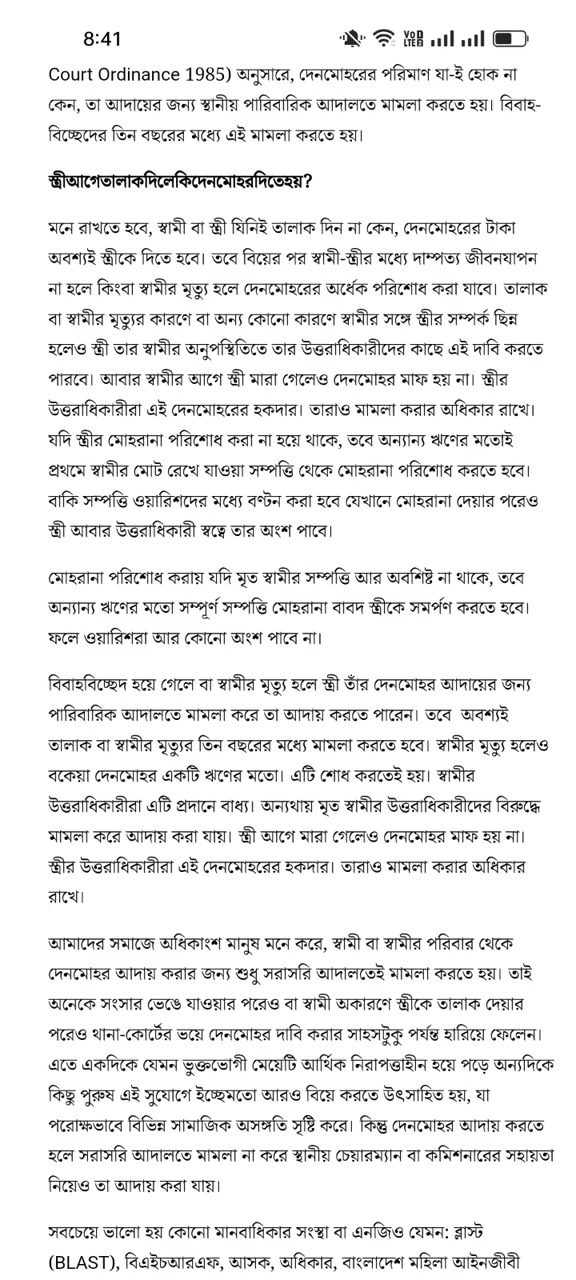 8:41
VoD LTE2
Court Ordinance 1985) অনুসারে, দেনমোহরের পরিমাণ যা-ই হোক না
কেন, তা আদায়ের জন্য স্থানীয় পারিবারিক আদালতে মামলা করতে হয়। বিবাহ-
বিচ্ছেদের তিন বছরের মধ্যে এই মামলা করতে হয়।
স্ত্রীআগেতালাকদিলেকিদেনমোহরদিতেহয়?
মনে রাখতে হবে, স্বামী বা স্ত্রী যিনিই তালাক দিন না কেন, দেনমোহরের টাকা
অবশ্যই স্ত্রীকে দিতে হবে। তবে বিয়ের পর স্বামী-স্ত্রীর মধ্যে দাম্পত্য জীবনযাপন
না হলে কিংবা স্বামীর মৃত্যু হলে দেনমোহরের অর্ধেক পরিশোধ করা যাবে। তালাক
বা স্বামীর মৃত্যুর কারণে বা অন্য কোনো কারণে স্বামীর সঙ্গে স্ত্রীর সম্পর্ক ছিন্ন
হলেও স্ত্রী তার স্বামীর অনুপস্থিতিতে তার উত্তরাধিকারীদের কাছে এই দাবি করতে
পারবে। আবার স্বামীর আগে স্ত্রী মারা গেলেও দেনমোহর মাফ হয় না। স্ত্রীর
উত্তরাধিকারীরা এই দেনমোহরের হকদার। তারাও মামলা করার অধিকার রাখে।
যদি স্ত্রীর মোহরানা পরিশোধ করা না হয়ে থাকে, তবে অন্যান্য ঋণের মতোই
প্রথমে স্বামীর মোট রেখে যাওয়া সম্পত্তি থেকে মোহরানা পরিশোধ করতে হবে।
বাকি সম্পত্তি ওয়ারিশদের মধ্যে বণ্টন করা হবে যেখানে মোহরানা দেয়ার পরেও
স্ত্রী আবার উত্তরাধিকারী স্বত্বে তার অংশ পাবে।
মোহরানা পরিশোধ করায় যদি মৃত স্বামীর সম্পত্তি আর অবশিষ্ট না থাকে, তবে
অন্যান্য ঋণের মতো সম্পূর্ণ সম্পত্তি মোহরানা বাবদ স্ত্রীকে সমর্পণ করতে হবে।
ফলে ওয়ারিশরা আর কোনো অংশ পাবে না।
বিবাহবিচ্ছেদ হয়ে গেলে বা স্বামীর মৃত্যু হলে স্ত্রী তাঁর দেনমোহর আদায়ের জন্য
পারিবারিক আদালতে মামলা করে তা আদায় করতে পারেন। তবে  অবশ্যই
তালাক বা স্বামীর মৃত্যুর তিন বছরের মধ্যে মামলা করতে হবে। স্বামীর মৃত্যু হলেও
বকেয়া দেনমোহর একটি ঋণের মতো। এটি শোধ করতেই হয়। স্বামীর
উত্তরাধিকারীরা এটি প্রদানে বাধ্য। অন্যথায় মৃত স্বামীর উত্তরাধিকারীদের বিরুদ্ধে
মামলা করে আদায় করা যায়। স্ত্রী আগে মারা গেলেও দেনমোহর মাফ হয় না।
স্ত্রীর উত্তরাধিকারীরা এই দেনমোহরের হকদার। তারাও মামলা করার অধিকার
রাখে।
আমাদের সমাজে অধিকাংশ মানুষ মনে করে, স্বামী বা স্বামীর পরিবার থেকে
দেনমোহর আদায় করার জন্য শুধু সরাসরি আদালতেই মামলা করতে হয়। তাই
অনেকে সংসার ভেঙে যাওয়ার পরেও বা স্বামী অকারণে স্ত্রীকে তালাক দেয়ার
পরেও থানা-কোর্টের ভয়ে দেনমোহর দাবি করার সাহসটুকু পর্যন্ত হারিয়ে ফেলেন।
এতে একদিকে যেমন ভুক্তভোগী মেয়েটি আর্থিক নিরাপত্তাহীন হয়ে পড়ে অন্যদিকে
কিছু পুরুষ এই সুযোগে ইচ্ছেমতো আরও বিয়ে করতে উৎসাহিত হয়, যা
পরোক্ষভাবে বিভিন্ন সামাজিক অসঙ্গতি সৃষ্টি করে। কিন্তু দেনমোহর আদায় করতে
হলে সরাসরি আদালতে মামলা না করে স্থানীয় চেয়ারম্যান বা কমিশনারের সহায়তা
নিয়েও তা আদায় করা যায়।
সবচেয়ে ভালো হয় কোনো মানবাধিকার সংস্থা বা এনজিও যেমন: ব্লাস্ট
(BLAST), বিএইচআরএফ, আসক, অধিকার, বাংলাদেশ মহিলা আইনজীবী